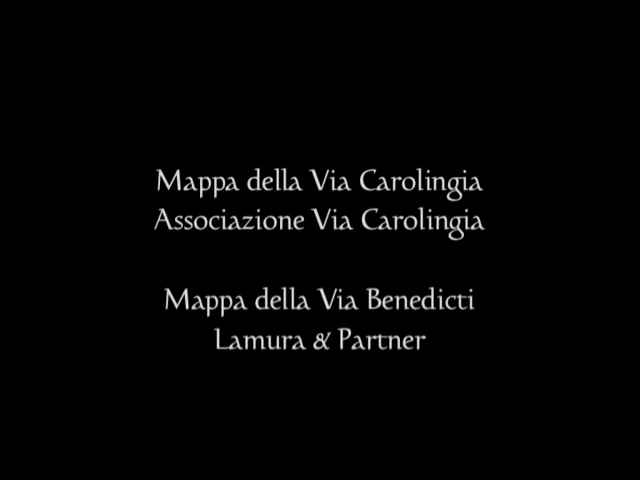 Mappa della Via Carolingia
Associazione Via Carolingia
Mappa della Via Benedicti
Lamura & Partner